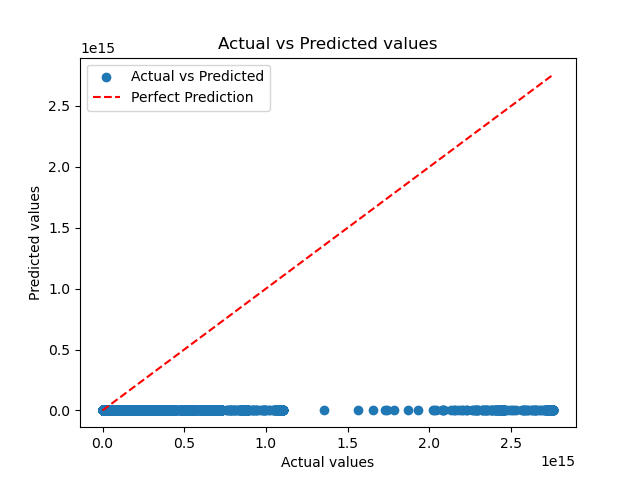 Actual vs Predicted values
1e15
Actual vs Predicted
Perfect Prediction
2.5
2.0
1.5
1.0
0.5
0.0
Predicted values
0.0 0.5 1.0 1.5 2.0 2.5
Actual values
1e15